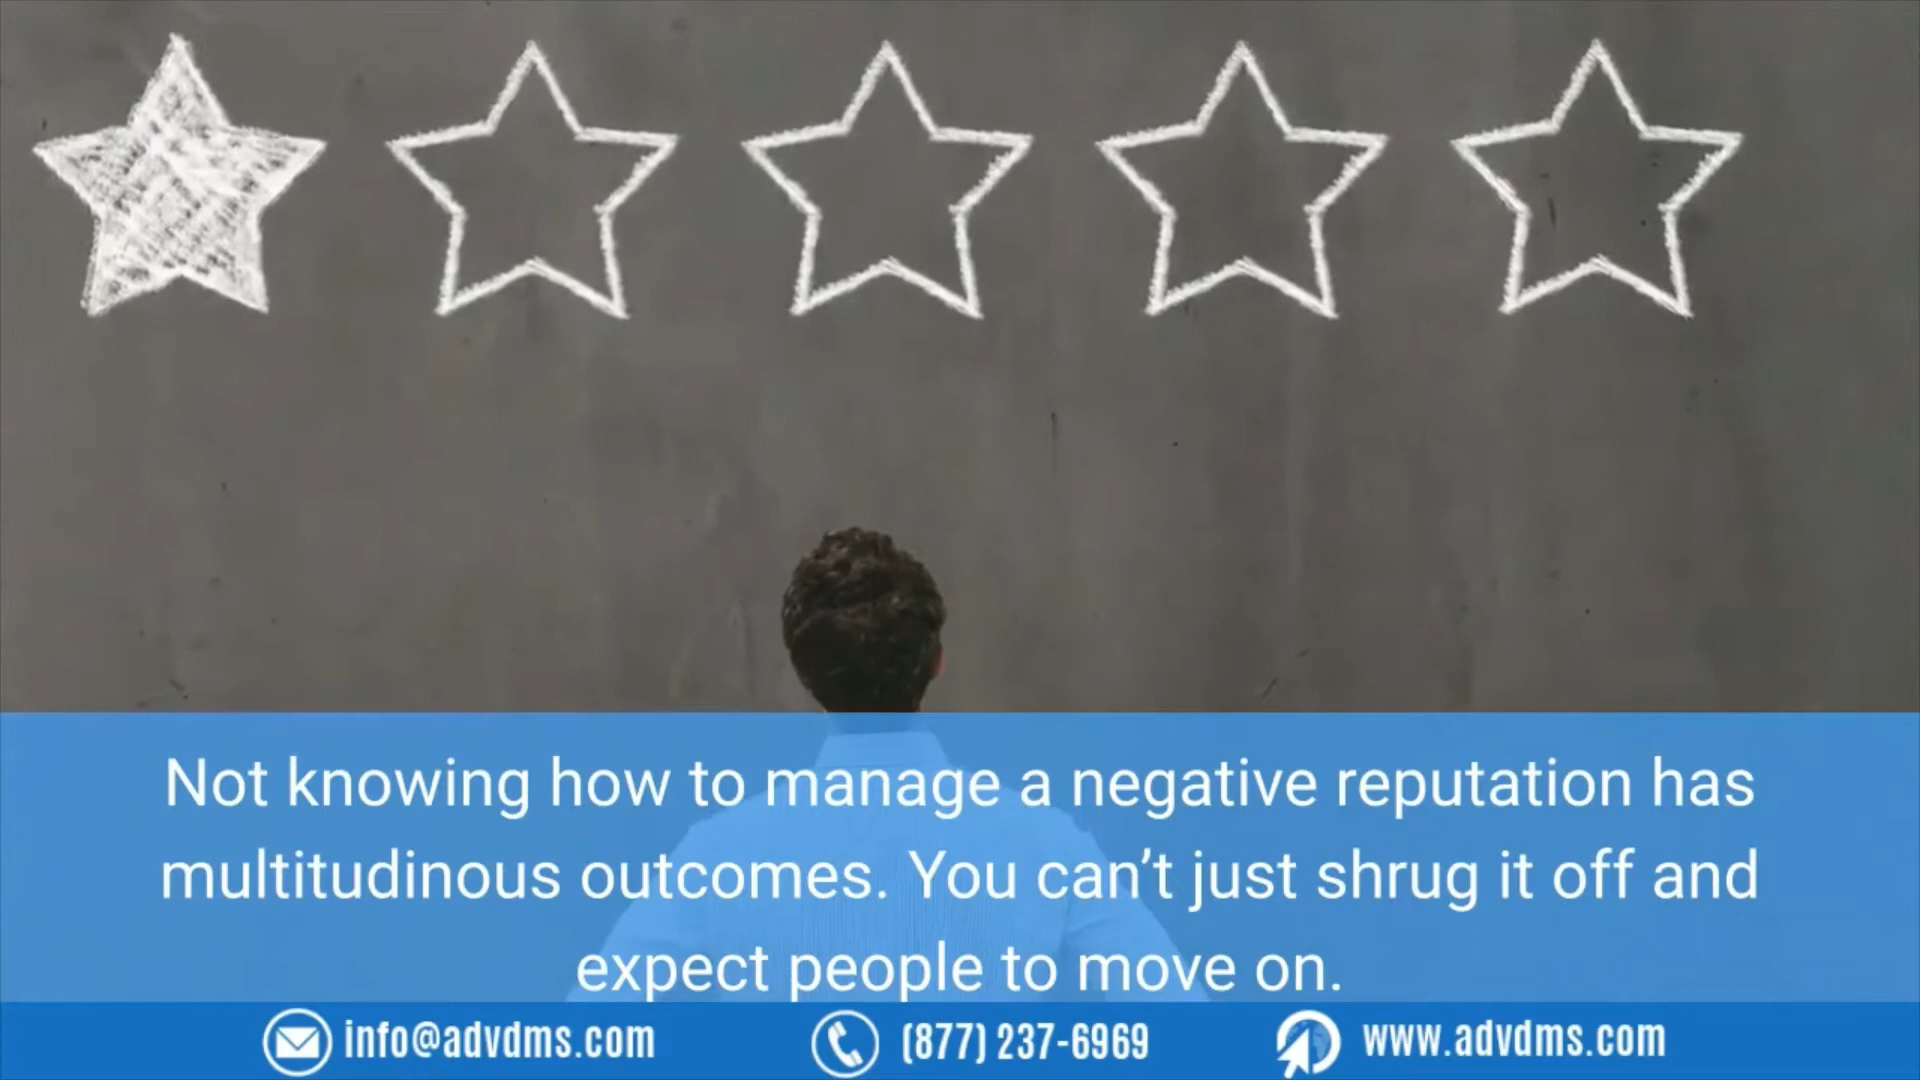 Not knowing how to manage a negative reputation has
multitudinous outcomes. You can’t just shrug it off and
expect people to move on.
info@advdms.com (877) 237-6969 www.advdms.com